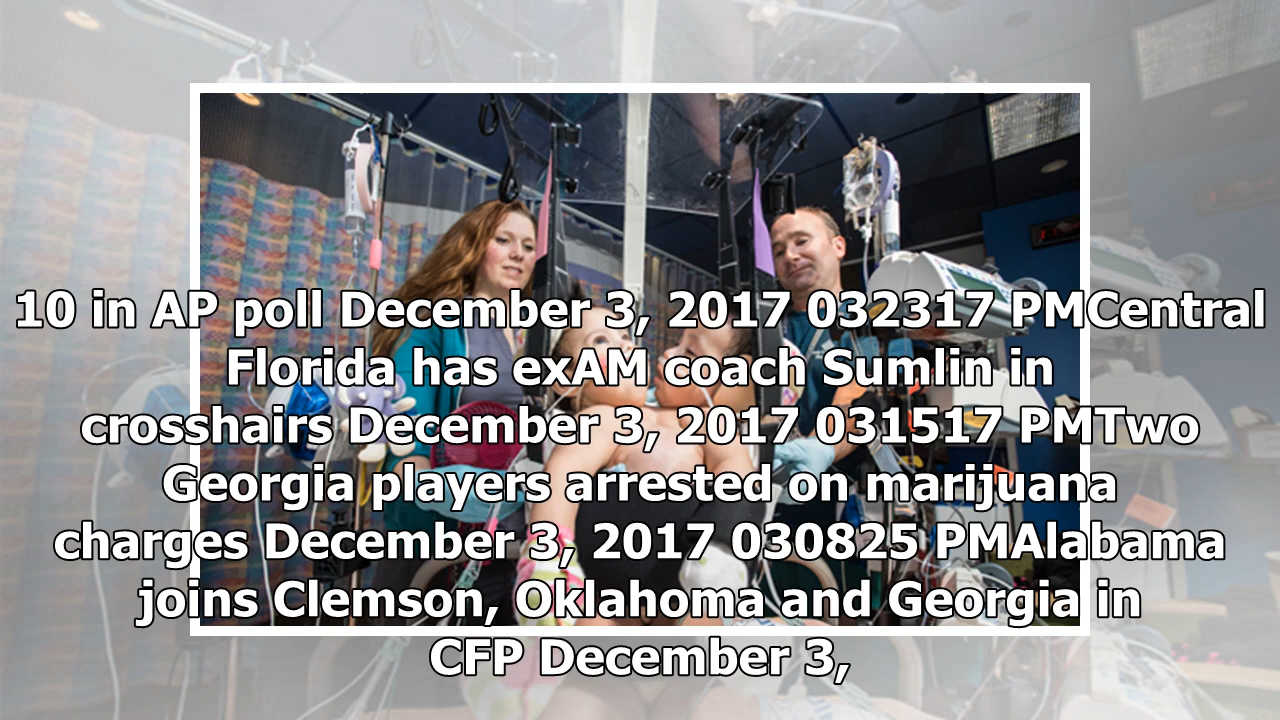 10 in AP poll December 3, 2017 032317 PMCentral
Florida has exAM coach Sumlin in
crosshairs December 3, 2017 031517 PMTwo
Georgia players arrested on marijuana
charges December 3, 2017 030825 PMAlabama
joins Clemson, Oklahoma and Georgia in
CFP December 3,